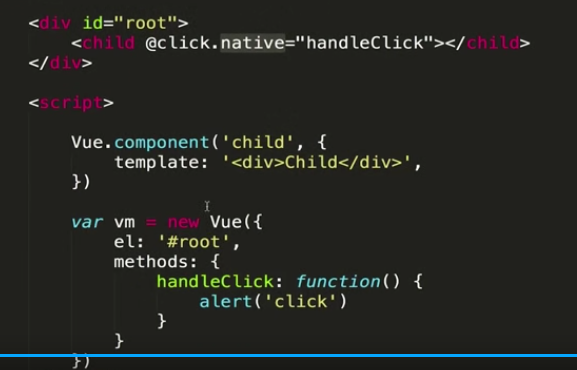 <div id="root">
    <child @click.native="handleClick"></child>
</div>
<script>
    Vue.component('child', {
        template: '<div>Child</div>',
    })
    var vm = new Vue({
        el: '#root',
        methods: {
            handleClick: function() {
                alert('click')
            }
        }
    })